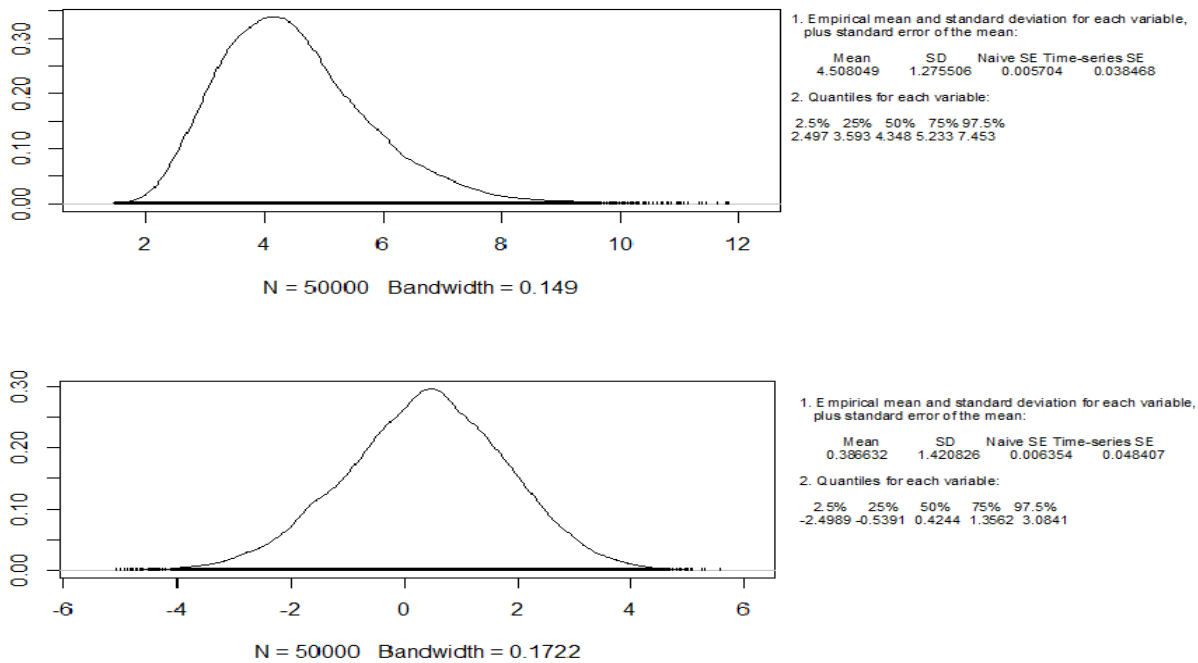 0.30
0.20
0.10
0.00
2 4 6 8 10 12
N = 50000 Bandwidth = 0.149
1. Empirical mean and standard deviation for each variable,
plus standard error of the mean:
Mean SD Naive SE Time-series SE
4.508049 1.275506 0.005704 0.038468
2. Quantiles for each variable:
2.5% 25% 50% 75% 97.5%
2.497 3.593 4.348 5.233 7.453
0.30
0.20
0.10
0.00
-6 -4 -2 0 2 4 6
N = 50000 Bandwidth = 0.1722
1. Empirical mean and standard deviation for each variable,
plus standard error of the mean:
Mean SD Naive SE Time-series SE
0.386632 1.420826 0.006354 0.048407
2. Quantiles for each variable:
2.5% 25% 50% 75% 97.5%
-2.4989 -0.5391 0.4244 1.3562 3.0841